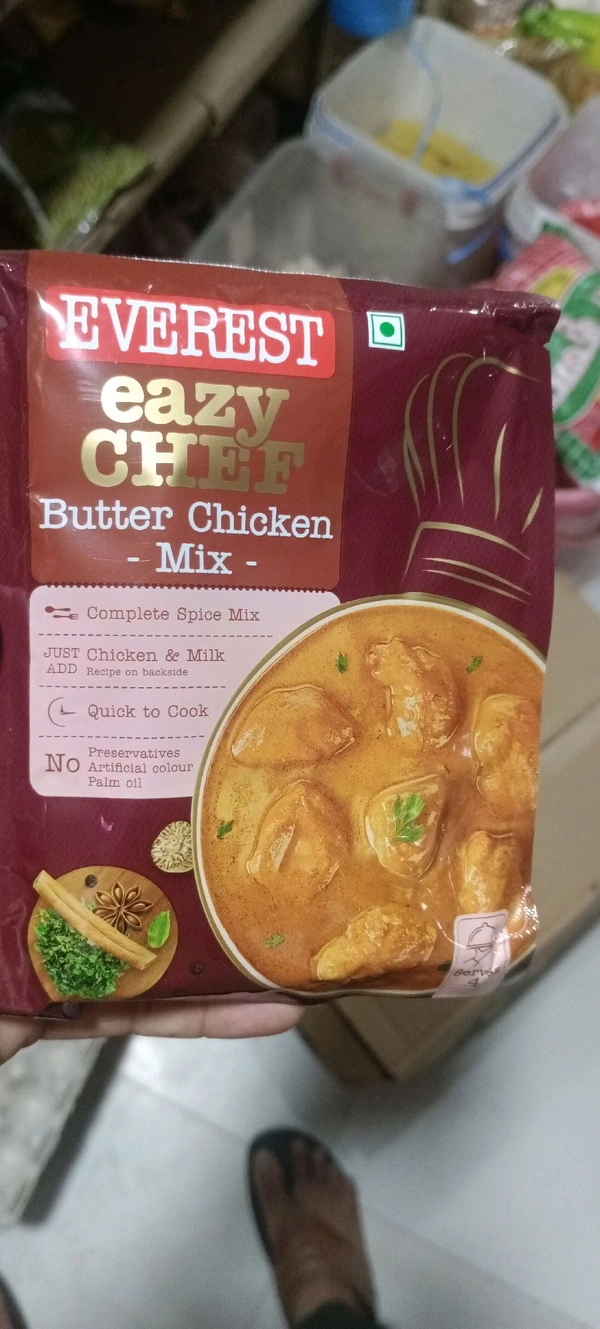 EVEREST
eazy
CHEF
Butter Chicken
- Mix -
Complete Spice Mix
JUST ADD Chicken & Milk
Recipe on backside
Quick to Cook
No Preservatives
Artificial colour
Palm oil
serves
4